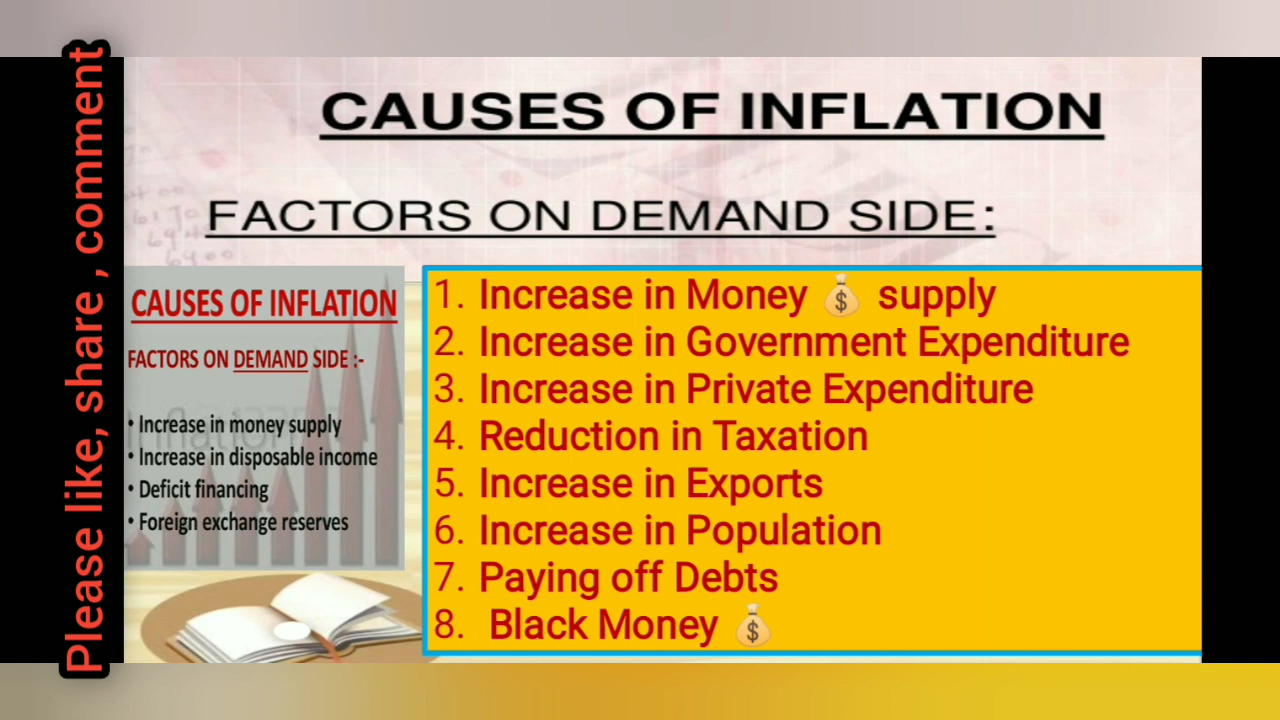 Please like, share , comment
CAUSES OF INFLATION
FACTORS ON DEMAND SIDE:
CAUSES OF INFLATION
FACTORS ON DEMAND SIDE :-
• Increase in money supply
• Increase in disposable income
• Deficit financing
• Foreign exchange reserves
1. Increase in Money 💰 supply
2. Increase in Government Expenditure
3. Increase in Private Expenditure
4. Reduction in Taxation
5. Increase in Exports
6. Increase in Population
7. Paying off Debts
8. Black Money 💰